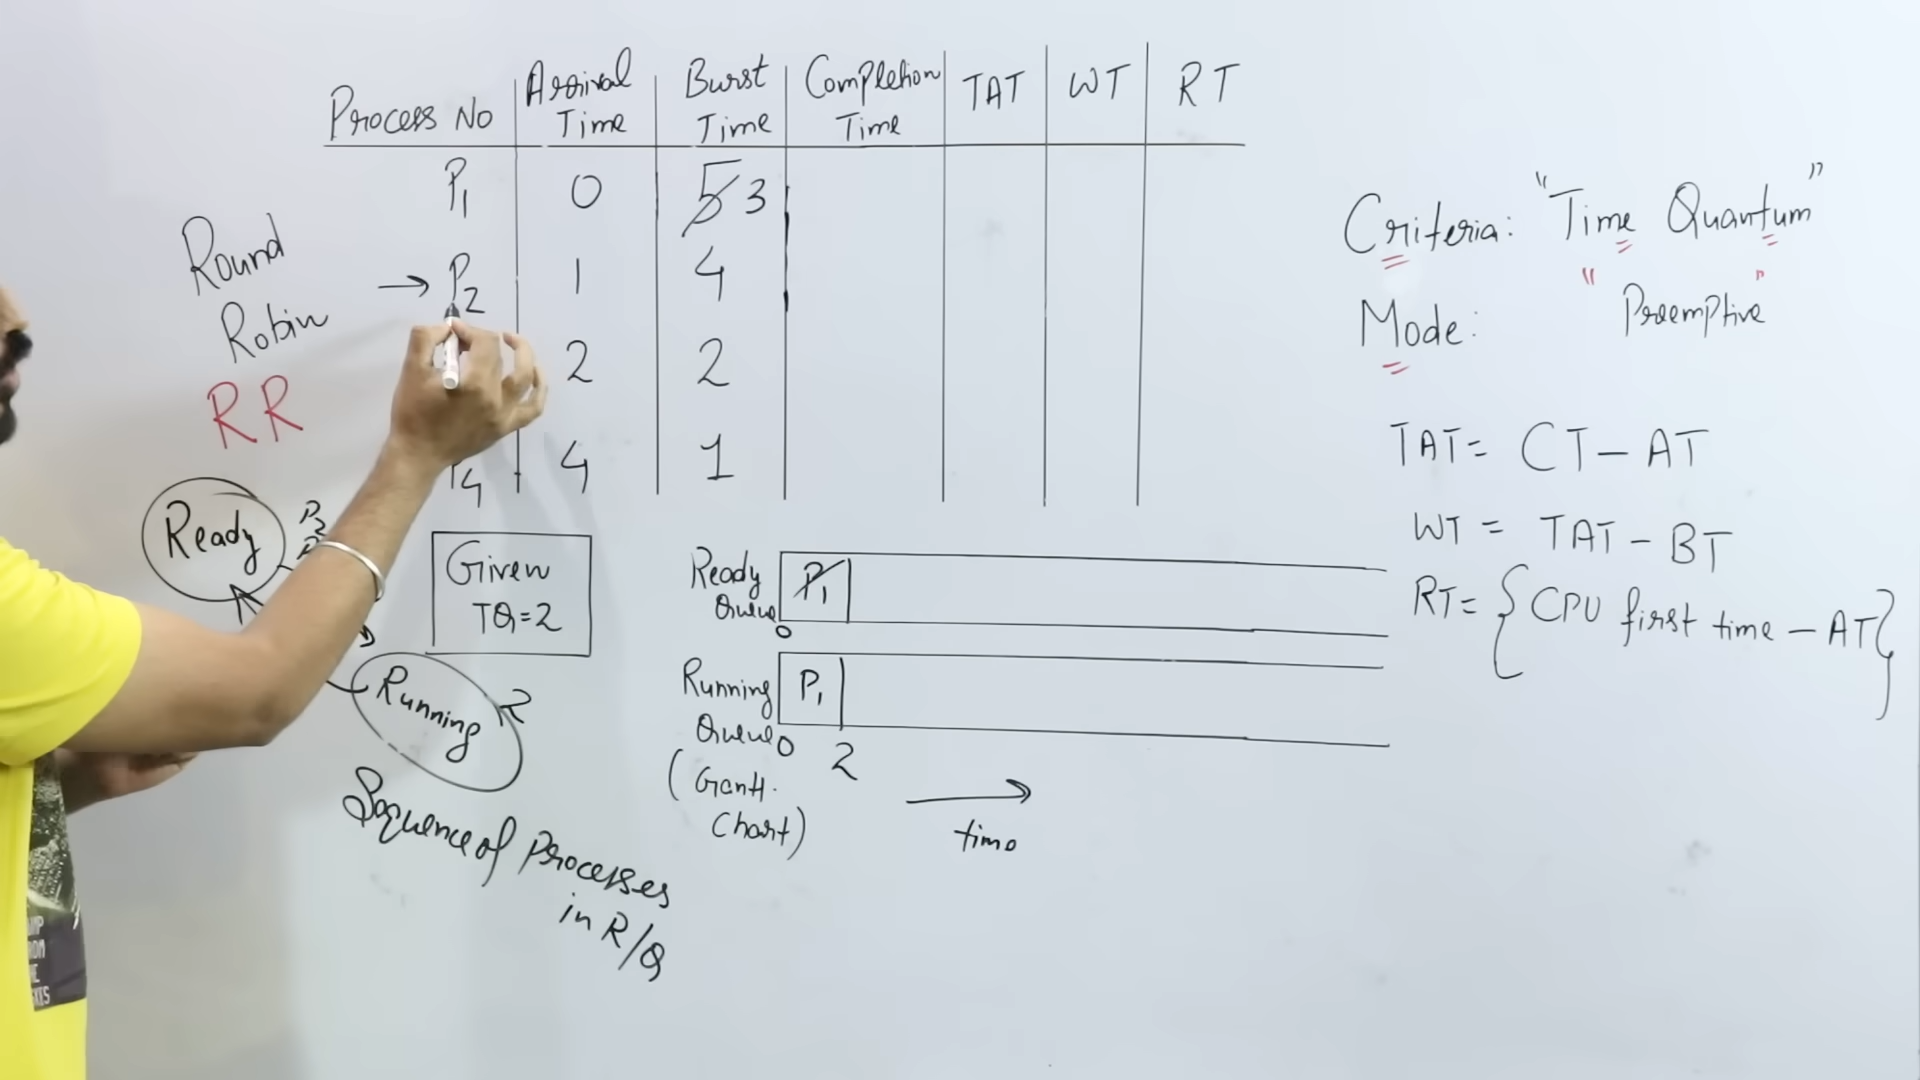 Process No Arrival Time Burst Time Completion Time TAT WT RT
P1 0 5 3
P2 1 4
2 2
P4 4 1
Round
Robin
RR
Ready
Running
Given
TQ=2
Sequence of Processes
in R/Q
Ready Queue P1
0
Running Queue P1
0 2
(Gantt.
Chart)
time
Criteria: "Time Quantum"
Mode: "Preemptive"
TAT= CT-AT
WT = TAT-BT
RT= {CPU first time-AT}